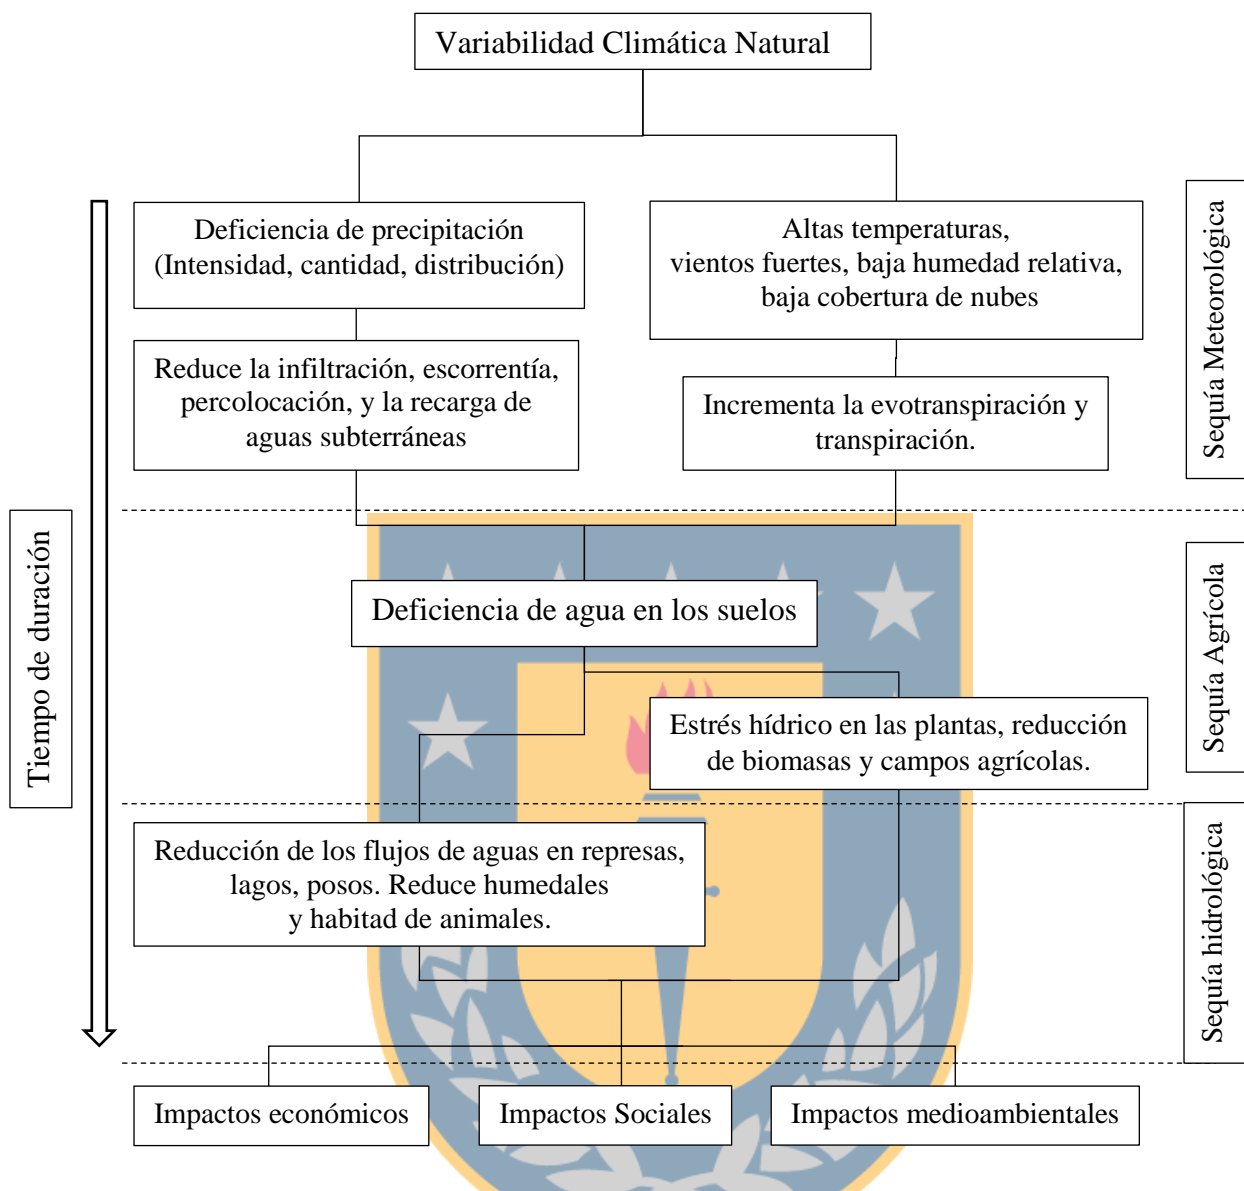 Variabilidad Climática Natural
Deficiencia de precipitación
(Intensidad, cantidad, distribución)
Altas temperaturas,
vientos fuertes, baja humedad relativa,
baja cobertura de nubes
Sequía Meteorológica
Reduce la infiltración, escorrentía,
percolocación, y la recarga de
aguas subterráneas
Incrementa la evotranspiración y
transpiración.
Tiempo de duración
Deficiencia de agua en los suelos
Sequía Agrícola
Estrés hídrico en las plantas, reducción
de biomasas y campos agrícolas.
Reducción de los flujos de aguas en represas,
lagos, posos. Reduce humedales
y habitad de animales.
Sequía hidrológica
Impactos económicos
Impactos Sociales
Impactos medioambientales